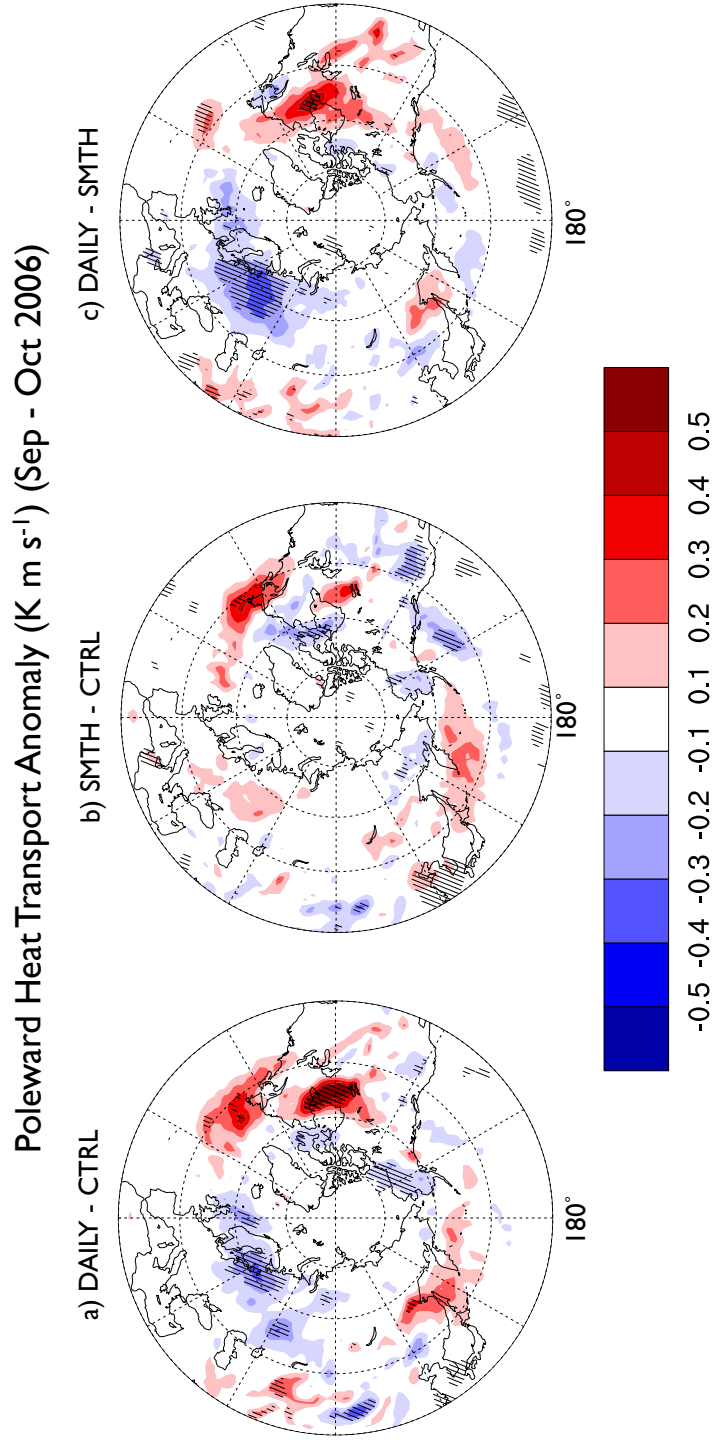 Poleward Heat Transport Anomaly (K m s⁻¹) (Sep - Oct 2006)
a) DAILY - CTRL
b) SMTH - CTRL
c) DAILY - SMTH
180°
180°
180°
-0.5 -0.4 -0.3 -0.2 -0.1 0.1 0.2 0.3 0.4 0.5